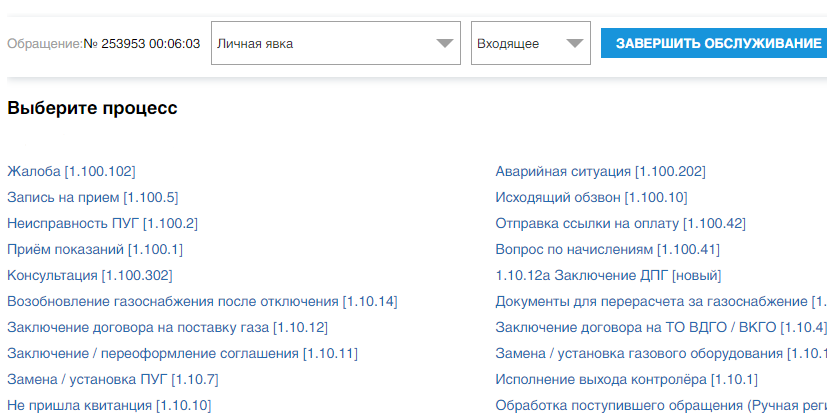 Обращение:№ 253953 00:06:03 Личная явка Входящее ЗАВЕРШИТЬ ОБСЛУЖИВАНИЕ
Выберите процесс
Жалоба [1.100.102]
Запись на прием [1.100.5]
Неисправность ПУГ [1.100.2]
Приём показаний [1.100.1]
Консультация [1.100.302]
Возобновление газоснабжения после отключения [1.10.14]
Заключение договора на поставку газа [1.10.12]
Заключение / переоформление соглашения [1.10.11]
Замена / установка ПУГ [1.10.7]
Не пришла квитанция [1.10.10]
Аварийная ситуация [1.100.202]
Исходящий обзвон [1.100.10]
Отправка ссылки на оплату [1.100.42]
Вопрос по начислениям [1.100.41]
1.10.12а Заключение ДПГ [новый]
Документы для перерасчета за газоснабжение [1.
Заключение договора на ТО ВДГО / ВКГО [1.10.4]
Замена / установка газового оборудования [1.10.1
Исполнение выхода контролёра [1.10.1]
Обработка поступившего обращения (Ручная реги